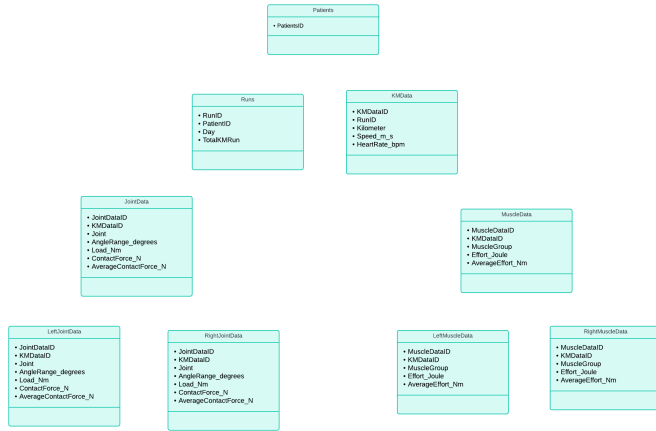 Patients
• PatientsID
Runs
• RunID
• PatientID
• Day
• TotalKMRun
KMData
• KMDataID
• RunID
• Kilometer
• Speed_m_s
• HeartRate_bpm
JointData
• JointDataID
• KMDataID
• Joint
• AngleRange_degrees
• Load_Nm
• ContactForce_N
• AverageContactForce_N
MuscleData
• MuscleDataID
• KMDataID
• MuscleGroup
• Effort_Joule
• AverageEffort_Nm
LeftJointData
• JointDataID
• KMDataID
• Joint
• AngleRange_degrees
• Load_Nm
• ContactForce_N
• AverageContactForce_N
RightJointData
• JointDataID
• KMDataID
• Joint
• AngleRange_degrees
• Load_Nm
• ContactForce_N
• AverageContactForce_N
LeftMuscleData
• MuscleDataID
• KMDataID
• MuscleGroup
• Effort_Joule
• AverageEffort_Nm
RightMuscleData
• MuscleDataID
• KMDataID
• MuscleGroup
• Effort_Joule
• AverageEffort_Nm